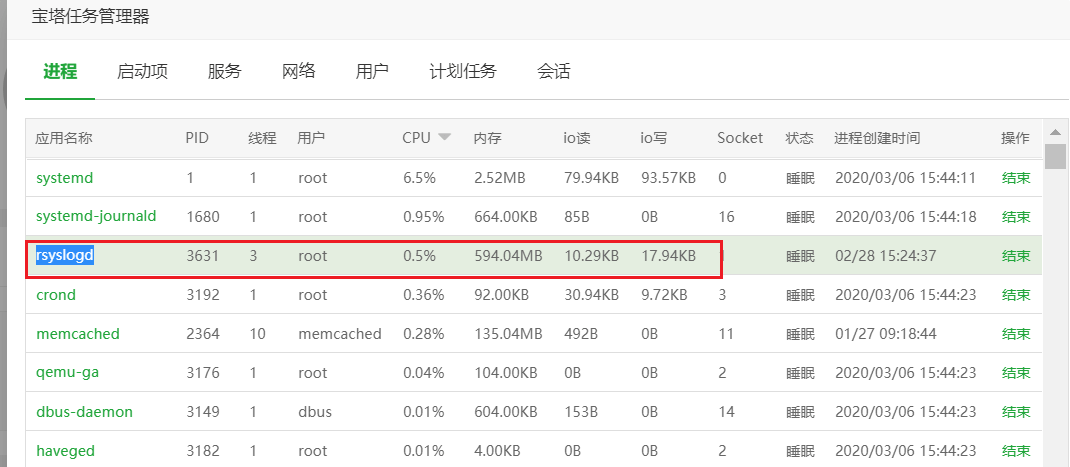 宝塔任务管理器
进程 启动项 服务 网络 用户 计划任务 会话
应用名称 PID 线程 用户 CPU 内存 io读 io写 Socket 状态 进程创建时间 操作
systemd 1 1 root 6.5% 2.52MB 79.94KB 93.57KB 0 睡眠 2020/03/06 15:44:11 结束
systemd-journald 1680 1 root 0.95% 664.00KB 85B 0B 16 睡眠 2020/03/06 15:44:18 结束
rsyslogd 3631 3 root 0.5% 594.04MB 10.29KB 17.94KB 睡眠 02/28 15:24:37 结束
crond 3192 1 root 0.36% 92.00KB 30.94KB 9.72KB 3 睡眠 2020/03/06 15:44:23 结束
memcached 2364 10 memcached 0.28% 135.04MB 492B 0B 11 睡眠 01/27 09:18:44 结束
qemu-ga 3176 1 root 0.04% 104.00KB 0B 0B 2 睡眠 2020/03/06 15:44:23 结束
dbus-daemon 3149 1 dbus 0.01% 604.00KB 153B 0B 14 睡眠 2020/03/06 15:44:23 结束
haveged 3182 1 root 0.01% 4.00KB 0B 0B 2 睡眠 2020/03/06 15:44:23 结束